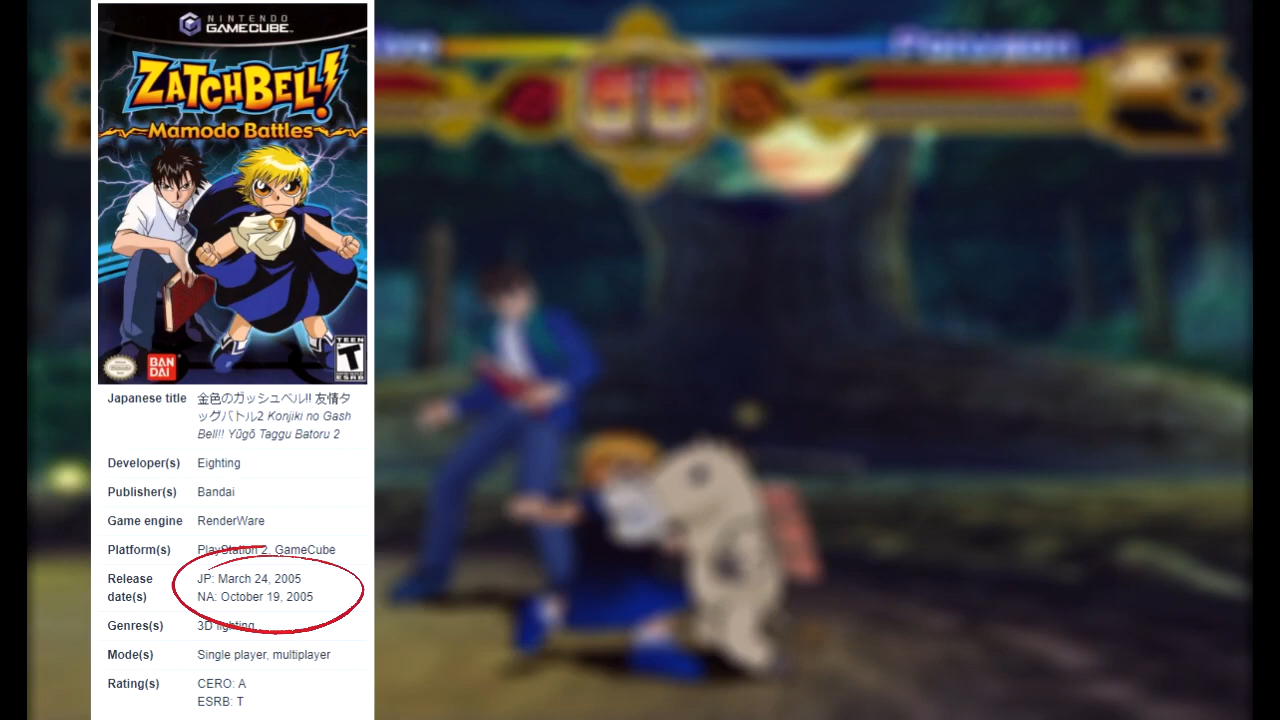 NINTENDO
GAMECUBE™
ZATCHBELL!
Mamodo Battles
BAN
DAI
TEEN
T
ESRB
Japanese title 金色のガッシュベル!! 友情タ
ッグバトル2 Konjiki no Gash
Bell!! Yūgō Taggu Batoru 2
Developer(s) Eighting
Publisher(s) Bandai
Game engine RenderWare
Platform(s) PlayStation 2, GameCube
Release JP: March 24, 2005
date(s) NA: October 19, 2005
Genres(s) 3D fighting
Mode(s) Single player, multiplayer
Rating(s) CERO: A
ESRB: T